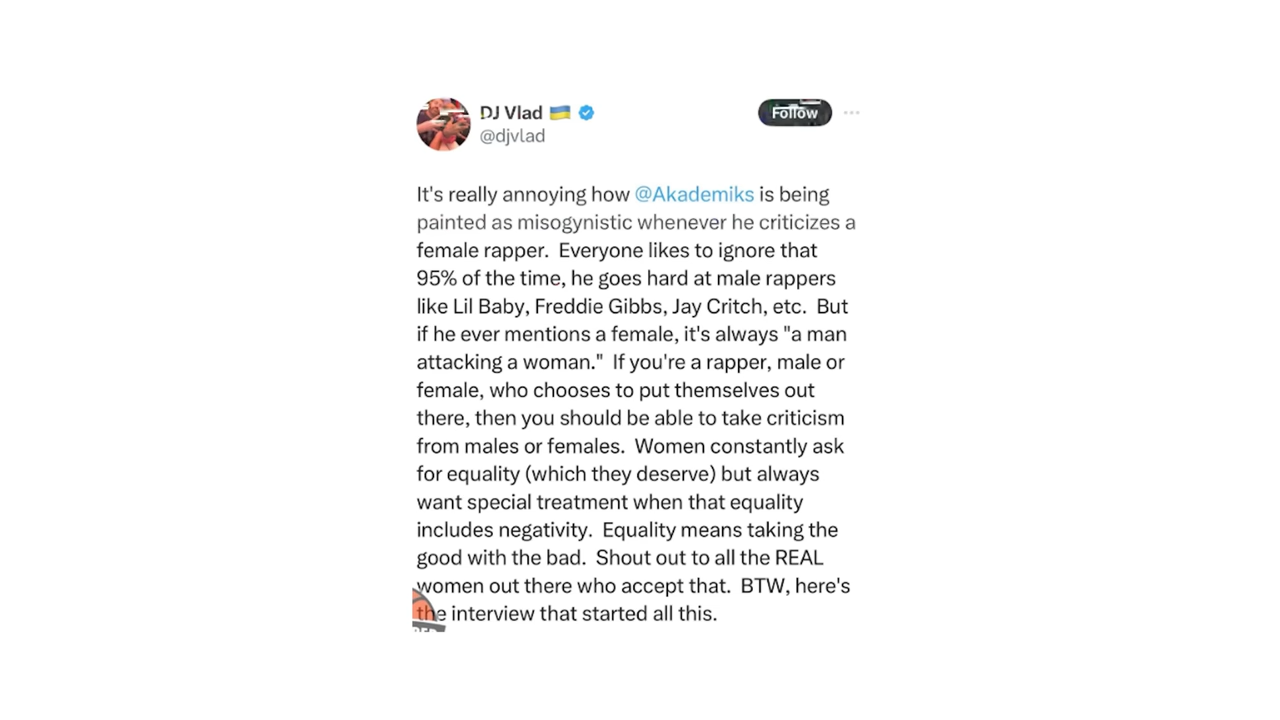 DJ Vlad 🇺🇦
@djvlad
Follow
It's really annoying how @Akademiks is being
painted as misogynistic whenever he criticizes a
female rapper.  Everyone likes to ignore that
95% of the time, he goes hard at male rappers
like Lil Baby, Freddie Gibbs, Jay Critch, etc.  But
if he ever mentions a female, it's always "a man
attacking a woman."  If you're a rapper, male or
female, who chooses to put themselves out
there, then you should be able to take criticism
from males or females.  Women constantly ask
for equality (which they deserve) but always
want special treatment when that equality
includes negativity.  Equality means taking the
good with the bad.  Shout out to all the REAL
women out there who accept that.  BTW, here's
the interview that started all this.